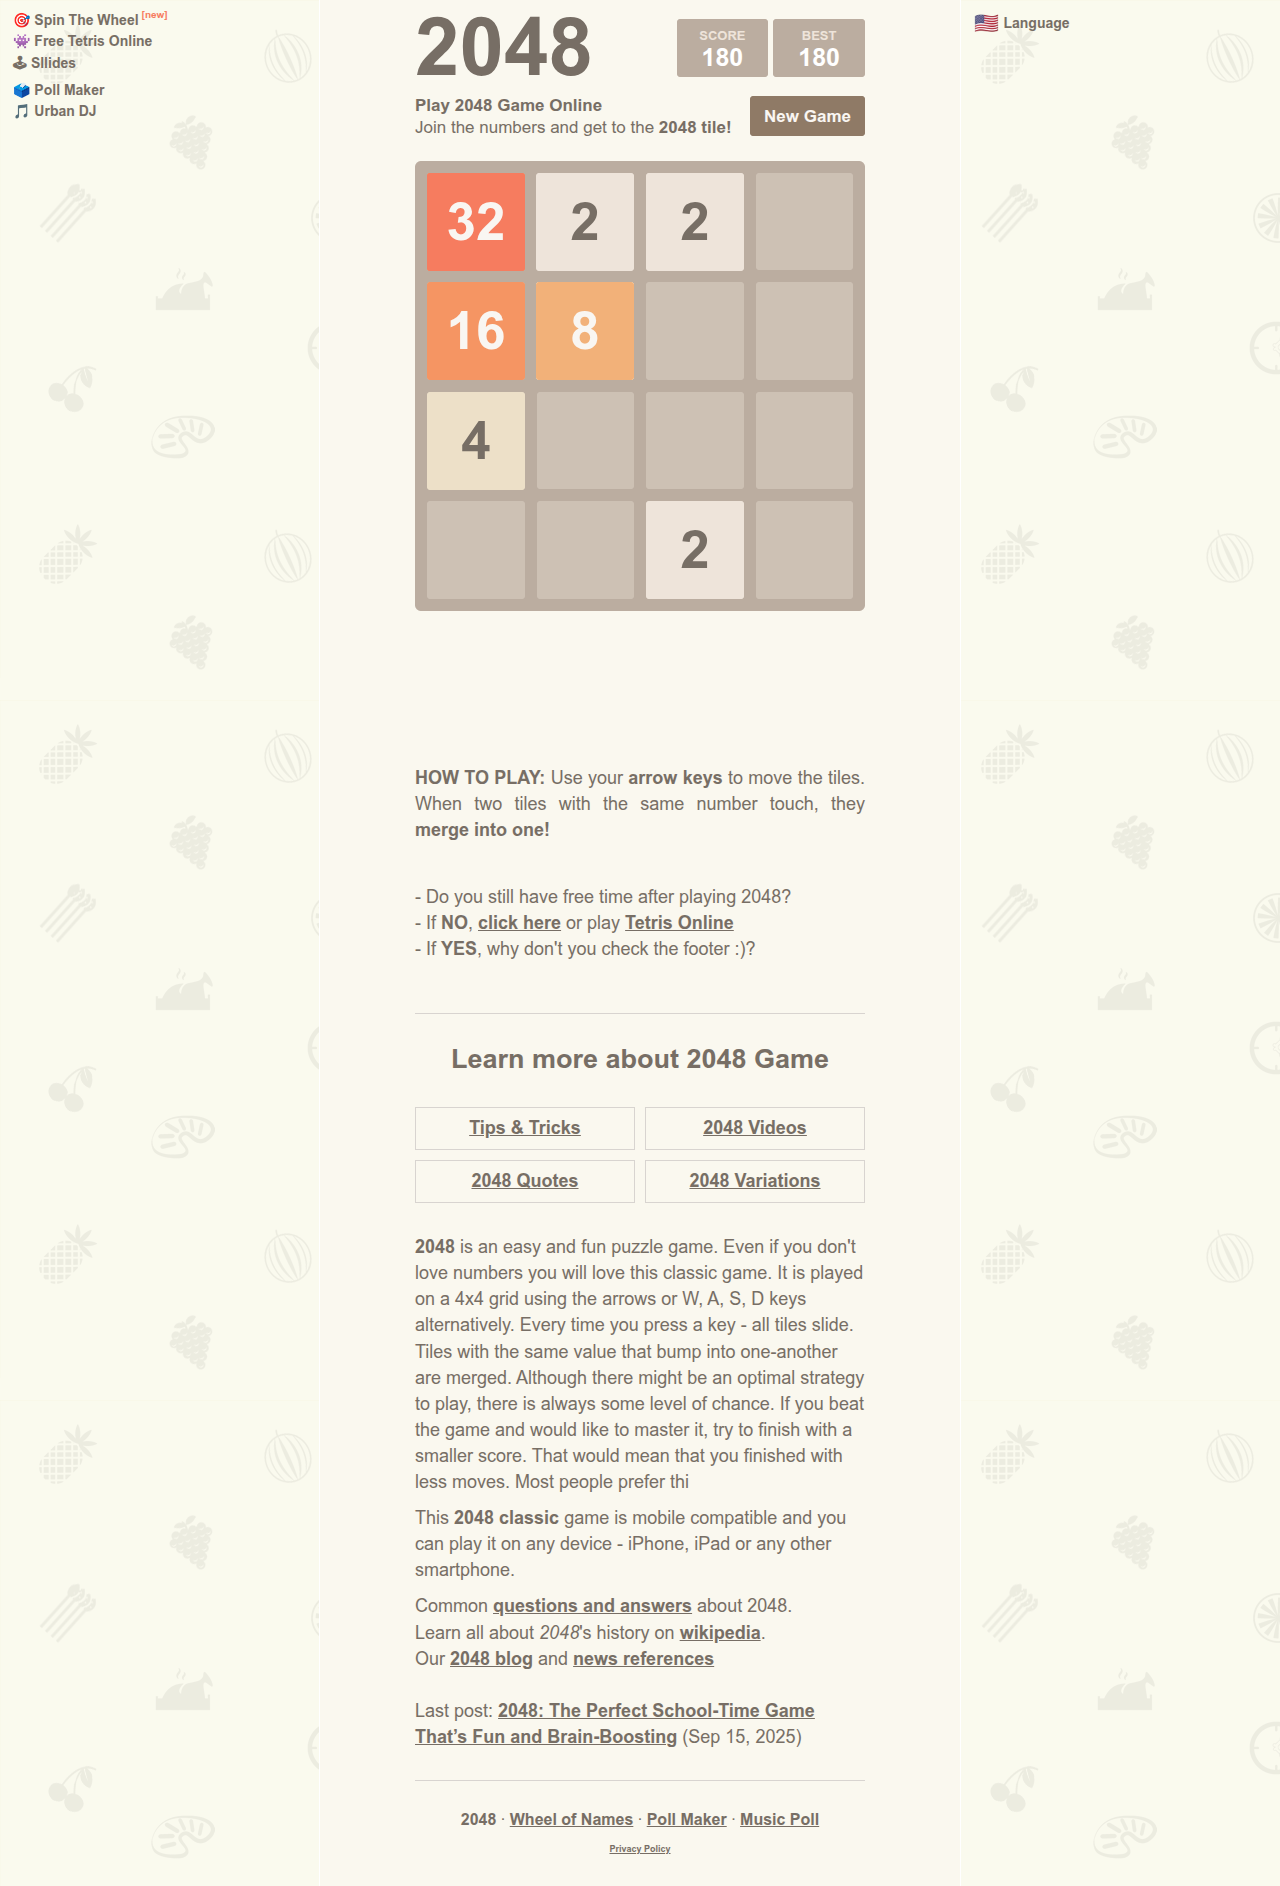 🎯 Spin The Wheel [new]
👾 Free Tetris Online
🕹 Sllides
🗳 Poll Maker
🎵 Urban DJ
🇺🇸 Language
2048
SCORE
180
BEST
180
Play 2048 Game Online
Join the numbers and get to the 2048 tile!
New Game
32 2 2
16 8
4
2
HOW TO PLAY: Use your arrow keys to move the tiles.
When two tiles with the same number touch, they
merge into one!
- Do you still have free time after playing 2048?
- If NO, click here or play Tetris Online
- If YES, why don't you check the footer :)?
Learn more about 2048 Game
Tips & Tricks
2048 Videos
2048 Quotes
2048 Variations
2048 is an easy and fun puzzle game. Even if you don't
love numbers you will love this classic game. It is played
on a 4x4 grid using the arrows or W, A, S, D keys
alternatively. Every time you press a key - all tiles slide.
Tiles with the same value that bump into one-another
are merged. Although there might be an optimal strategy
to play, there is always some level of chance. If you beat
the game and would like to master it, try to finish with a
smaller score. That would mean that you finished with
less moves. Most people prefer thi
This 2048 classic game is mobile compatible and you
can play it on any device - iPhone, iPad or any other
smartphone.
Common questions and answers about 2048.
Learn all about 2048's history on wikipedia.
Our 2048 blog and news references
Last post: 2048: The Perfect School-Time Game
That’s Fun and Brain-Boosting (Sep 15, 2025)
2048 · Wheel of Names · Poll Maker · Music Poll
Privacy Policy